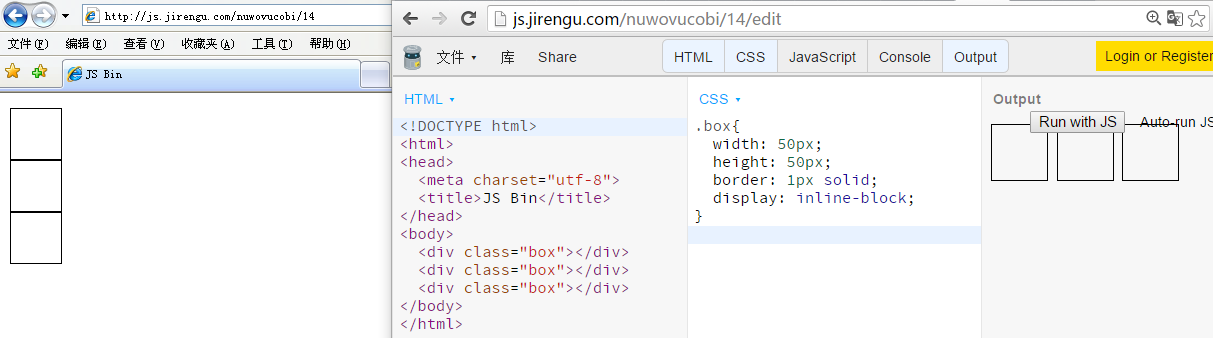 http://js.jirengu.com/nuwovucobi/14
文件(F) 编辑(E) 查看(V) 收藏夹(A) 工具(T) 帮助(H)
JS Bin
js.jirengu.com/nuwovucobi/14/edit
文件 库 Share HTML CSS JavaScript Console Output Login or Register
HTML
<!DOCTYPE html>
<html>
<head>
<meta charset="utf-8">
<title>JS Bin</title>
</head>
<body>
<div class="box"></div>
<div class="box"></div>
<div class="box"></div>
</body>
</html>
CSS
.box{
width: 50px;
height: 50px;
border: 1px solid;
display: inline-block;
}
Output
Run with JS Auto-run JS